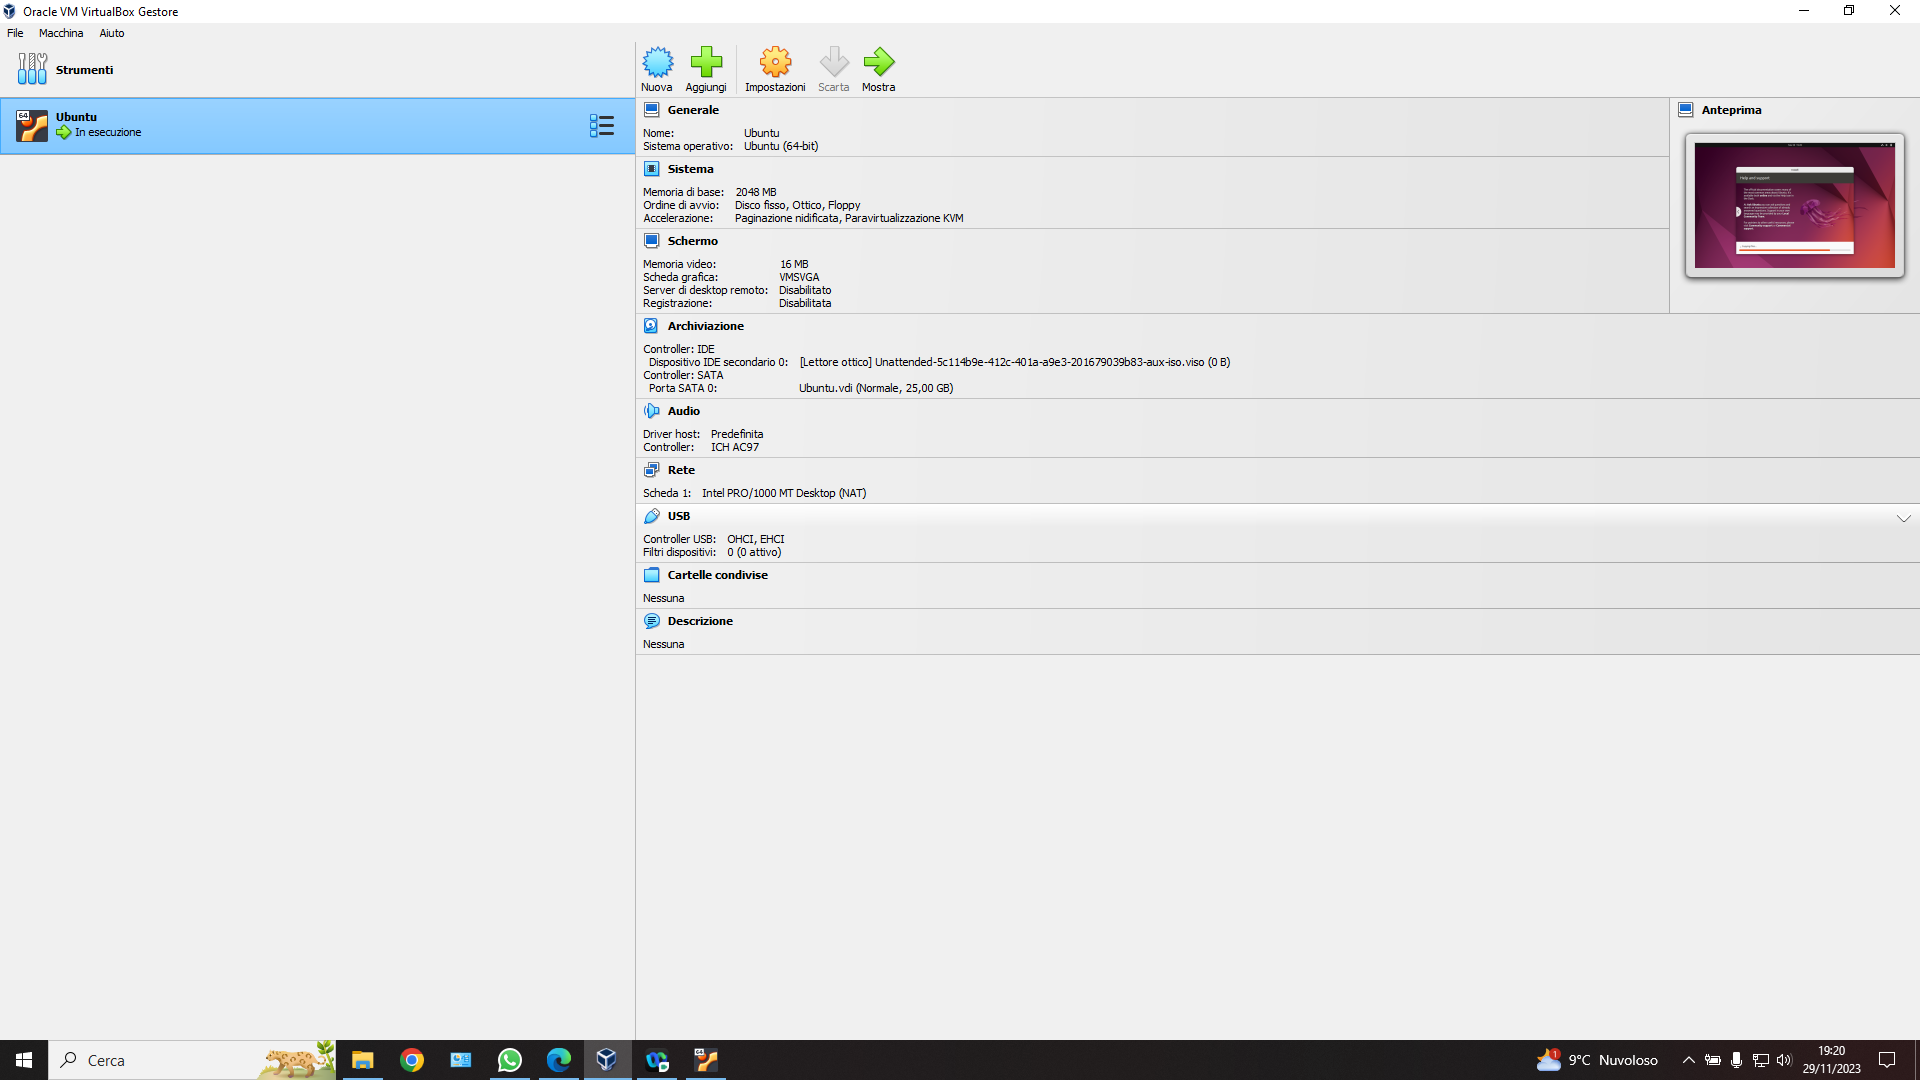 Oracle VM VirtualBox Gestore
File Macchina Aiuto
Strumenti
Nuova Aggiungi Impostazioni Scarta Mostra
64
Ubuntu
In esecuzione
Generale
Nome: Ubuntu
Sistema operativo: Ubuntu (64-bit)
Sistema
Memoria di base: 2048 MB
Ordine di avvio: Disco fisso, Ottico, Floppy
Accelerazione: Paginazione nidificata, Paravirtualizzazione KVM
Schermo
Memoria video: 16 MB
Scheda grafica: VMSVGA
Server di desktop remoto: Disabilitato
Registrazione: Disabilitata
Anteprima
Help and support
Archiviazione
Controller: IDE
Dispositivo IDE secondario 0: [Lettore ottico] Unattended-5c114b9e-412c-401a-a9e3-201679039b83-aux-iso.viso (0 B)
Controller: SATA
Porta SATA 0: Ubuntu.vdi (Normale, 25,00 GB)
Audio
Driver host: Predefinita
Controller: ICH AC97
Rete
Scheda 1: Intel PRO/1000 MT Desktop (NAT)
USB
Controller USB: OHCI, EHCI
Filtri dispositivi: 0 (0 attivo)
Cartelle condivise
Nessuna
Descrizione
Nessuna
Cerca
64
1
9°C Nuvoloso
19:20
29/11/2023